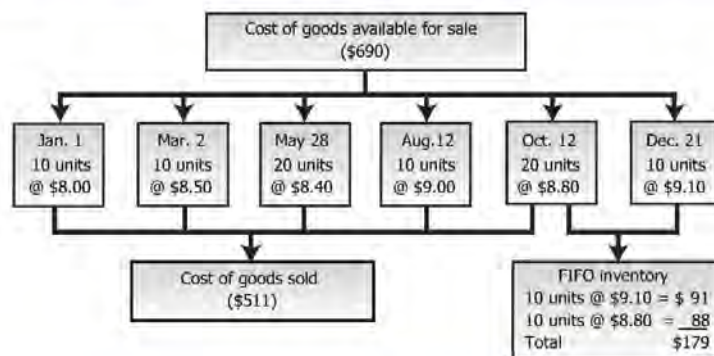 Cost of goods available for sale
($690)
Jan. 1
10 units
@ $8.00
Mar. 2
10 units
@ $8.50
May 28
20 units
@ $8.40
Aug.12
10 units
@ $9.00
Oct. 12
20 units
@ $8.80
Dec. 21
10 units
@ $9.10
Cost of goods sold
($511)
FIFO inventory
10 units @ $9.10 = $ 91
10 units @ $8.80 = 88
Total $179